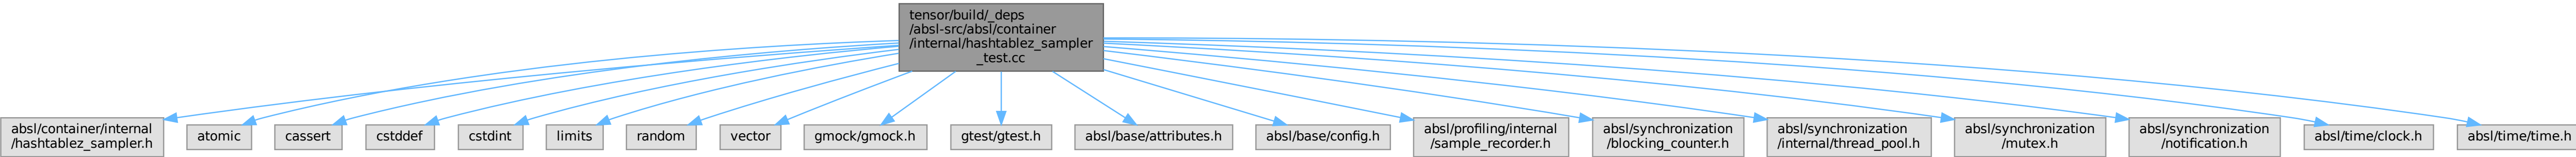 tensor/build/_deps
/absl-src/absl/container
/internal/hashtablez_sampler
_test.cc
absl/container/internal
/hashtablez_sampler.h
atomic
cassert
cstddef
cstdint
limits
random
vector
gmock/gmock.h
gtest/gtest.h
absl/base/attributes.h
absl/base/config.h
absl/profiling/internal
/sample_recorder.h
absl/synchronization
/blocking_counter.h
absl/synchronization
/internal/thread_pool.h
absl/synchronization
/mutex.h
absl/synchronization
/notification.h
absl/time/clock.h
absl/time/time.h